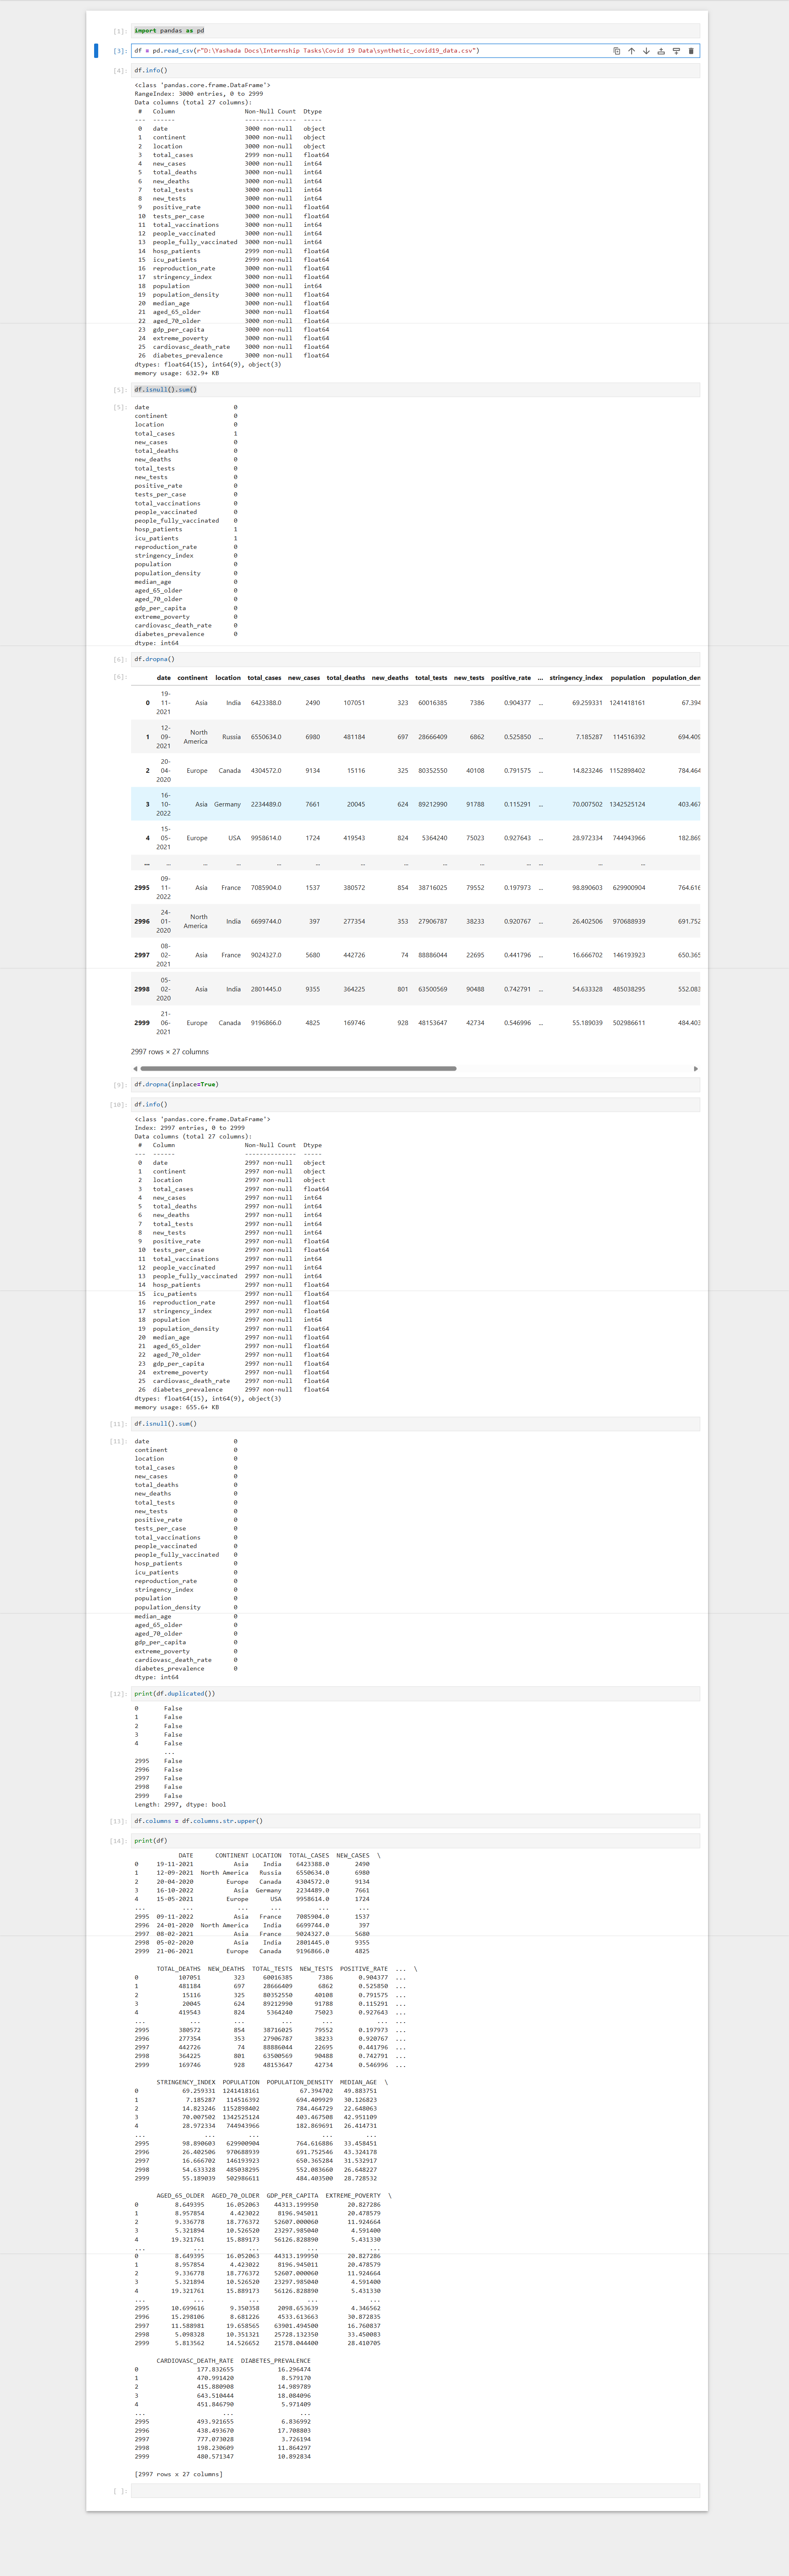 [1]: import pandas as pd
[3]: df = pd.read_csv(r"D:\Yashada Docs\Internship Tasks\Covid 19 Data\synthetic_covid19_data.csv")
[4]: df.info()
<class 'pandas.core.frame.DataFrame'>
RangeIndex: 3000 entries, 0 to 2999
Data columns (total 27 columns):
# Column Non-Null Count Dtype
--- ------ -------------- -----
0 date 3000 non-null object
1 continent 3000 non-null object
2 location 3000 non-null object
3 total_cases 2999 non-null float64
4 new_cases 3000 non-null int64
5 total_deaths 3000 non-null int64
6 new_deaths 3000 non-null int64
7 total_tests 3000 non-null int64
8 new_tests 3000 non-null int64
9 positive_rate 3000 non-null float64
10 tests_per_case 3000 non-null float64
11 total_vaccinations 3000 non-null int64
12 people_vaccinated 3000 non-null int64
13 people_fully_vaccinated 3000 non-null int64
14 hosp_patients 2999 non-null float64
15 icu_patients 2999 non-null float64
16 reproduction_rate 3000 non-null float64
17 stringency_index 3000 non-null float64
18 population 3000 non-null int64
19 population_density 3000 non-null float64
20 median_age 3000 non-null float64
21 aged_65_older 3000 non-null float64
22 aged_70_older 3000 non-null float64
23 gdp_per_capita 3000 non-null float64
24 extreme_poverty 3000 non-null float64
25 cardiovasc_death_rate 3000 non-null float64
26 diabetes_prevalence 3000 non-null float64
dtypes: float64(15), int64(9), object(3)
memory usage: 632.9+ KB
[5]: df.isnull().sum()
[5]: date 0
continent 0
location 0
total_cases 1
new_cases 0
total_deaths 0
new_deaths 0
total_tests 0
new_tests 0
positive_rate 0
tests_per_case 0
total_vaccinations 0
people_vaccinated 0
people_fully_vaccinated 0
hosp_patients 1
icu_patients 1
reproduction_rate 0
stringency_index 0
population 0
population_density 0
median_age 0
aged_65_older 0
aged_70_older 0
gdp_per_capita 0
extreme_poverty 0
cardiovasc_death_rate 0
diabetes_prevalence 0
dtype: int64
[6]: df.dropna()
[6]: date continent location total_cases new_cases total_deaths new_deaths total_tests new_tests positive_rate ... stringency_index population population_den
0 19-11-2021 Asia India 6423388.0 2490 107051 323 60016385 7386 0.904377 ... 69.259331 1241418161 67.394
1 12-09-2021 North America Russia 6550634.0 6980 481184 697 28666409 6862 0.525850 ... 7.185287 114516392 694.409
2 20-04-2020 Europe Canada 4304572.0 9134 15116 325 80352550 40108 0.791575 ... 14.823246 1152898402 784.464
3 16-10-2022 Asia Germany 2234489.0 7661 20045 624 89212990 91788 0.115291 ... 70.007502 1342525124 403.467
4 15-05-2021 Europe USA 9958614.0 1724 419543 824 5364240 75023 0.927643 ... 28.972334 744943966 182.869
... ... ... ... ... ... ... ... ... ... ... ... ... ...
2995 09-11-2022 Asia France 7085904.0 1537 380572 854 38716025 79552 0.197973 ... 98.890603 629900904 764.616
2996 24-01-2020 North America India 6699744.0 397 277354 353 27906787 38233 0.920767 ... 26.402506 970688939 691.752
2997 08-02-2021 Asia France 9024327.0 5680 442726 74 88886044 22695 0.441796 ... 16.666702 146193923 650.365
2998 05-02-2020 Asia India 2801445.0 9355 364225 801 63500569 90488 0.742791 ... 54.633328 485038295 552.083
2999 21-06-2021 Europe Canada 9196866.0 4825 169746 928 48153647 42734 0.546996 ... 55.189039 502986611 484.403
2997 rows × 27 columns
[9]: df.dropna(inplace=True)
[10]: df.info()
<class 'pandas.core.frame.DataFrame'>
Index: 2997 entries, 0 to 2999
Data columns (total 27 columns):
# Column Non-Null Count Dtype
--- ------ -------------- -----
0 date 2997 non-null object
1 continent 2997 non-null object
2 location 2997 non-null object
3 total_cases 2997 non-null float64
4 new_cases 2997 non-null int64
5 total_deaths 2997 non-null int64
6 new_deaths 2997 non-null int64
7 total_tests 2997 non-null int64
8 new_tests 2997 non-null int64
9 positive_rate 2997 non-null float64
10 tests_per_case 2997 non-null float64
11 total_vaccinations 2997 non-null int64
12 people_vaccinated 2997 non-null int64
13 people_fully_vaccinated 2997 non-null int64
14 hosp_patients 2997 non-null float64
15 icu_patients 2997 non-null float64
16 reproduction_rate 2997 non-null float64
17 stringency_index 2997 non-null float64
18 population 2997 non-null int64
19 population_density 2997 non-null float64
20 median_age 2997 non-null float64
21 aged_65_older 2997 non-null float64
22 aged_70_older 2997 non-null float64
23 gdp_per_capita 2997 non-null float64
24 extreme_poverty 2997 non-null float64
25 cardiovasc_death_rate 2997 non-null float64
26 diabetes_prevalence 2997 non-null float64
dtypes: float64(15), int64(9), object(3)
memory usage: 655.6+ KB
[11]: df.isnull().sum()
[11]: date 0
continent 0
location 0
total_cases 0
new_cases 0
total_deaths 0
new_deaths 0
total_tests 0
new_tests 0
positive_rate 0
tests_per_case 0
total_vaccinations 0
people_vaccinated 0
people_fully_vaccinated 0
hosp_patients 0
icu_patients 0
reproduction_rate 0
stringency_index 0
population 0
population_density 0
median_age 0
aged_65_older 0
aged_70_older 0
gdp_per_capita 0
extreme_poverty 0
cardiovasc_death_rate 0
diabetes_prevalence 0
dtype: int64
[12]: print(df.duplicated())
0 False
1 False
2 False
3 False
4 False
...
2995 False
2996 False
2997 False
2998 False
2999 False
Length: 2997, dtype: bool
[13]: df.columns = df.columns.str.upper()
[14]: print(df)
DATE CONTINENT LOCATION TOTAL_CASES NEW_CASES \
0 19-11-2021 Asia India 6423388.0 2490
1 12-09-2021 North America Russia 6550634.0 6980
2 20-04-2020 Europe Canada 4304572.0 9134
3 16-10-2022 Asia Germany 2234489.0 7661
4 15-05-2021 Europe USA 9958614.0 1724
... ... ... ... ... ...
2995 09-11-2022 Asia France 7085904.0 1537
2996 24-01-2020 North America India 6699744.0 397
2997 08-02-2021 Asia France 9024327.0 5680
2998 05-02-2020 Asia India 2801445.0 9355
2999 21-06-2021 Europe Canada 9196866.0 4825
TOTAL_DEATHS NEW_DEATHS TOTAL_TESTS NEW_TESTS POSITIVE_RATE ... \
0 107051 323 60016385 7386 0.904377 ...
1 481184 697 28666409 6862 0.525850 ...
2 15116 325 80352550 40108 0.791575 ...
3 20045 624 89212990 91788 0.115291 ...
4 419543 824 5364240 75023 0.927643 ...
... ... ... ... ... ... ...
2995 380572 854 38716025 79552 0.197973 ...
2996 277354 353 27906787 38233 0.920767 ...
2997 442726 74 88886044 22695 0.441796 ...
2998 364225 801 63500569 90488 0.742791 ...
2999 169746 928 48153647 42734 0.546996 ...
STRINGENCY_INDEX POPULATION POPULATION_DENSITY MEDIAN_AGE \
0 69.259331 1241418161 67.394702 49.883751
1 7.185287 114516392 694.409929 30.126823
2 14.823246 1152898402 784.464729 22.648063
3 70.007502 1342525124 403.467508 42.951109
4 28.972334 744943966 182.869691 26.414731
... ... ... ... ...
2995 98.890603 629900904 764.616886 33.458451
2996 26.402506 970688939 691.752546 43.324178
2997 16.666702 146193923 650.365284 31.532917
2998 54.633328 485038295 552.083660 26.648227
2999 55.189039 502986611 484.403500 28.728532
AGED_65_OLDER AGED_70_OLDER GDP_PER_CAPITA EXTREME_POVERTY \
0 8.649395 16.052063 44313.199950 20.827286
1 8.957854 4.423022 8196.945011 20.478579
2 9.336778 18.776372 52607.000060 11.924664
3 5.321894 10.526520 23297.985040 4.591400
4 19.321761 15.889173 56126.828890 5.431330
... ... ... ... ...
0 8.649395 16.052063 44313.199950 20.827286
1 8.957854 4.423022 8196.945011 20.478579
2 9.336778 18.776372 52607.000060 11.924664
3 5.321894 10.526520 23297.985040 4.591400
4 19.321761 15.889173 56126.828890 5.431330
... ... ... ... ...
2995 10.699616 9.350358 2098.653639 4.346562
2996 15.298106 8.681226 4533.613663 30.872835
2997 11.588981 19.658565 63901.494500 16.760837
2998 5.098328 10.351321 25728.132350 33.450083
2999 5.813562 14.526652 21578.044400 28.410705
CARDIOVASC_DEATH_RATE DIABETES_PREVALENCE
0 177.832655 16.296474
1 470.991420 8.579170
2 415.880908 14.989789
3 643.510444 18.084096
4 451.846790 5.971409
... ... ...
2995 493.921655 6.836992
2996 438.493670 17.708803
2997 777.073028 3.726194
2998 198.230609 11.864297
2999 480.571347 10.892834
[2997 rows x 27 columns]
[ ]: